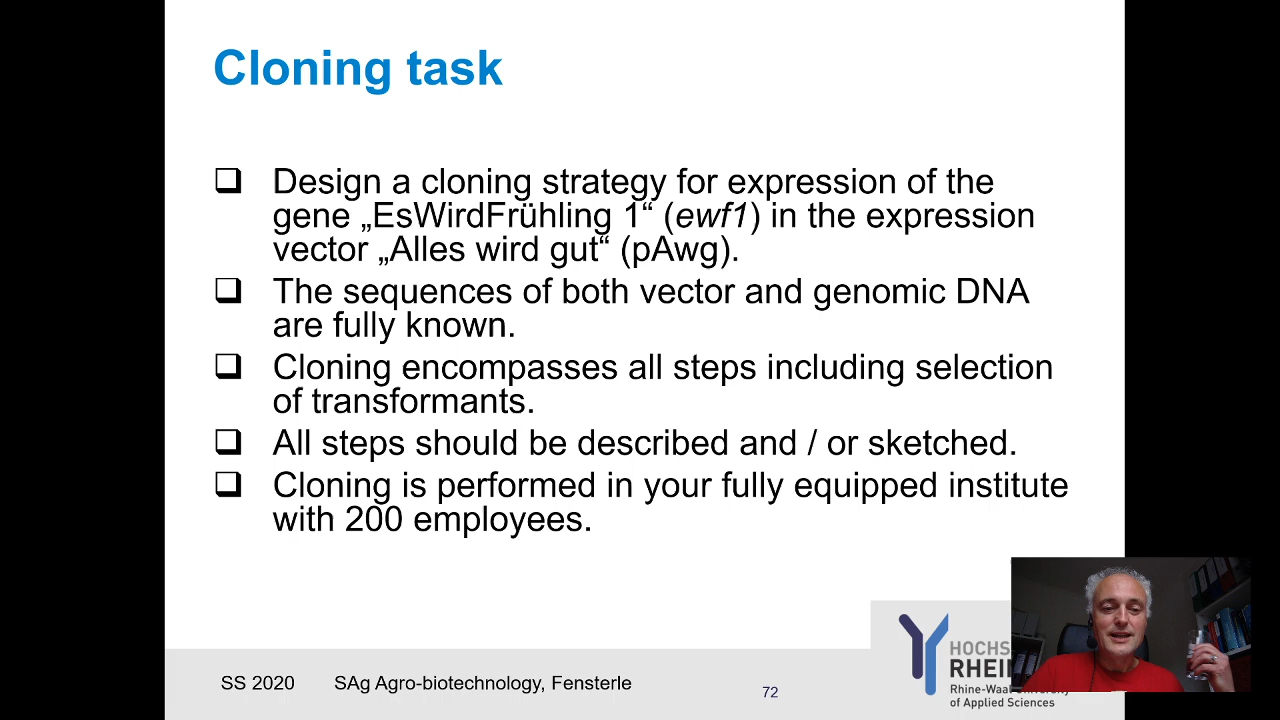 Cloning task
❑ Design a cloning strategy for expression of the
gene „EsWirdFrühling 1“ (ewf1) in the expression
vector „Alles wird gut“ (pAwg).
❑ The sequences of both vector and genomic DNA
are fully known.
❑ Cloning encompasses all steps including selection
of transformants.
❑ All steps should be described and / or sketched.
❑ Cloning is performed in your fully equipped institute
with 200 employees.
SS 2020 SAg Agro-biotechnology, Fensterle
72
HOCHS
RHEI
Rhine-Waal University
of Applied Sciences